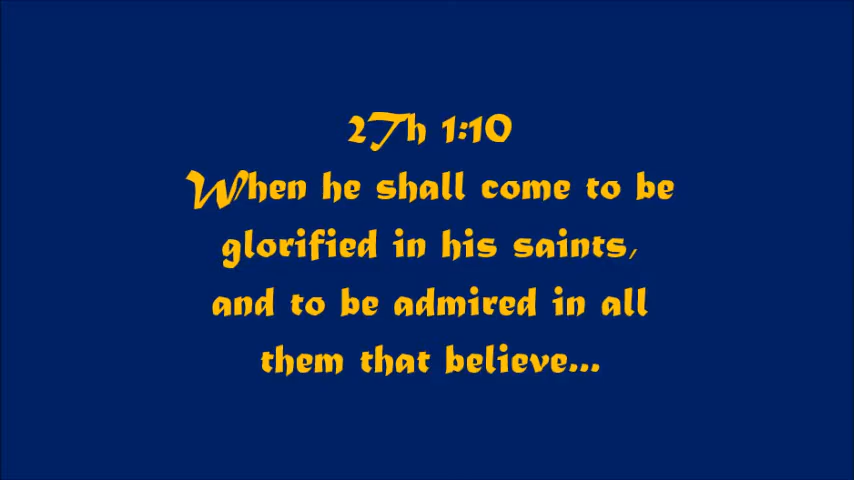 2Th 1:10
When he shall come to be
glorified in his saints,
and to be admired in all
them that believe...